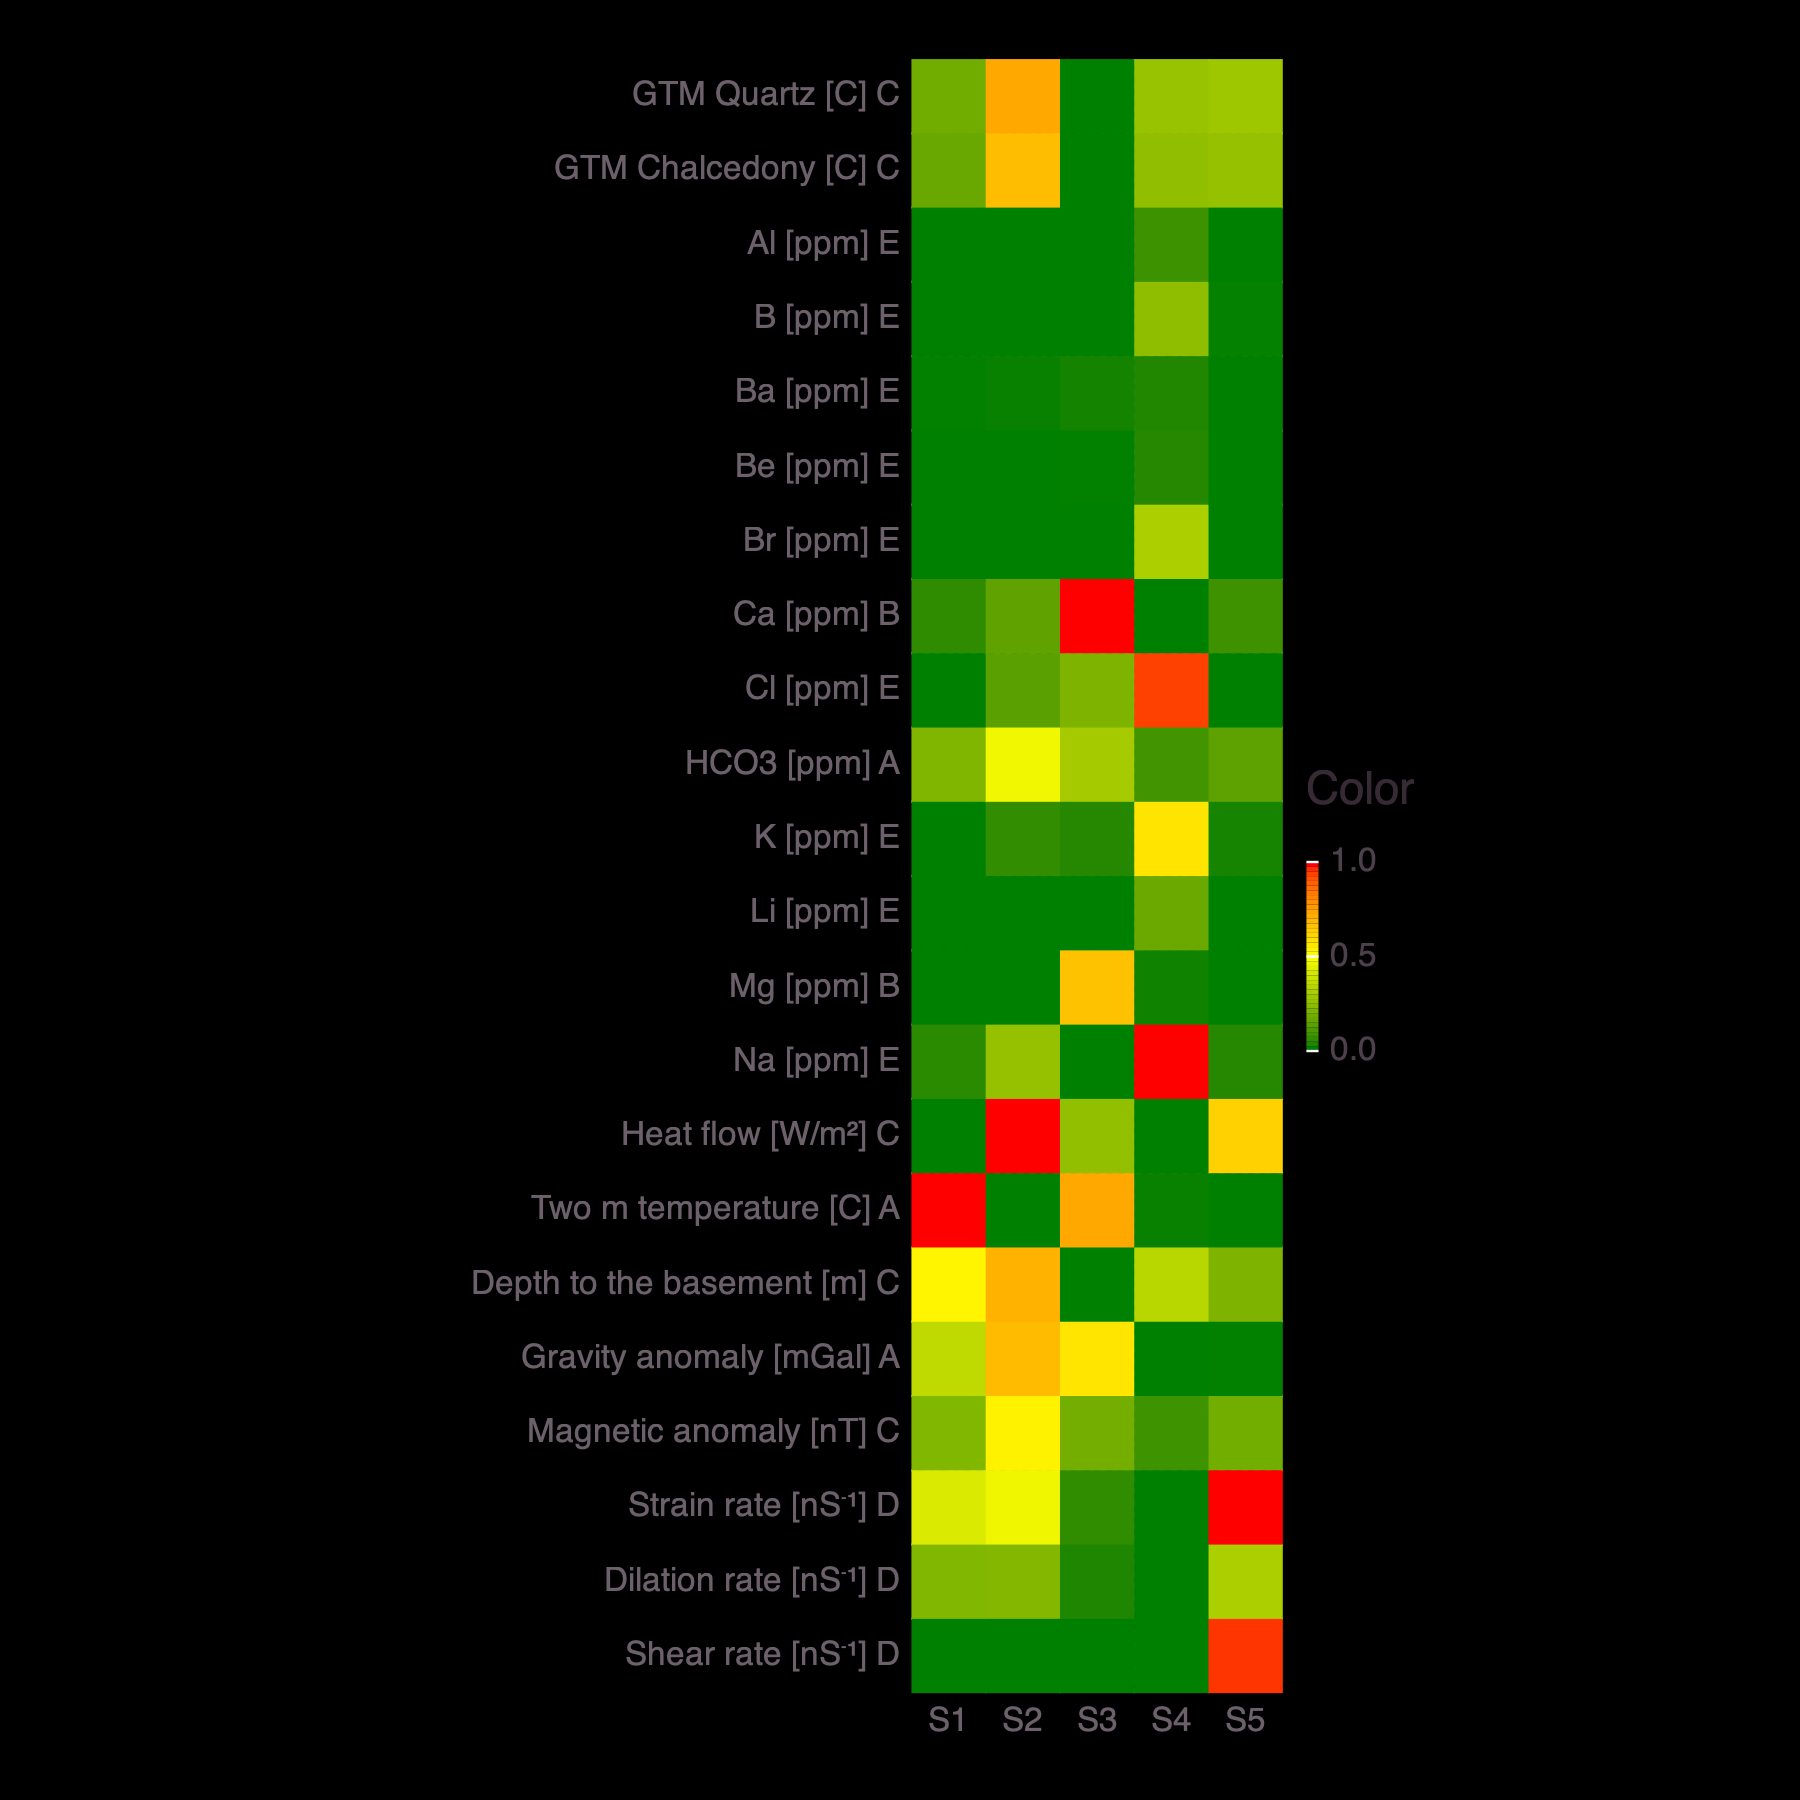 GTM Quartz [C] C
GTM Chalcedony [C] C
Al [ppm] E
B [ppm] E
Ba [ppm] E
Be [ppm] E
Br [ppm] E
Ca [ppm] B
Cl [ppm] E
HCO3 [ppm] A
K [ppm] E
Li [ppm] E
Mg [ppm] B
Na [ppm] E
Heat flow [W/m²] C
Two m temperature [C] A
Depth to the basement [m] C
Gravity anomaly [mGal] A
Magnetic anomaly [nT] C
Strain rate [nS⁻¹] D
Dilation rate [nS⁻¹] D
Shear rate [nS⁻¹] D
S1 S2 S3 S4 S5
Color
1.0
0.5
0.0